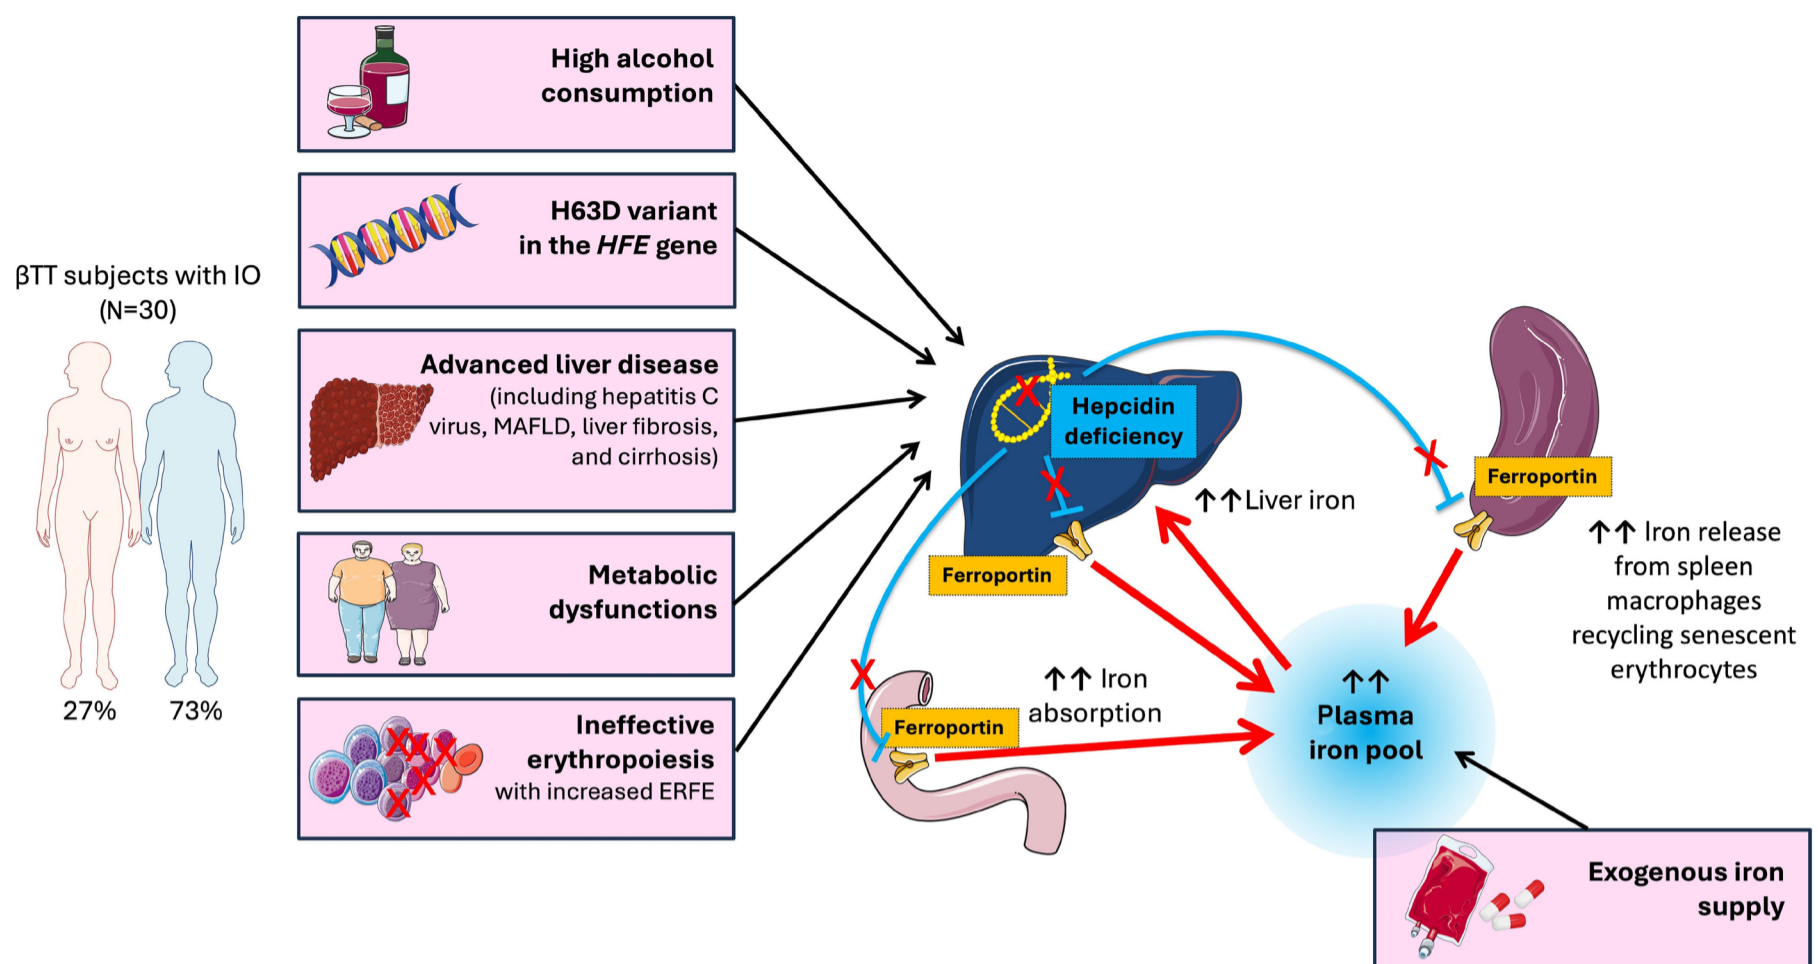 βTT subjects with IO
(N=30)
27%
73%
High alcohol
consumption
H63D variant
in the HFE gene
Advanced liver disease
(including hepatitis C
virus, MAFLD, liver fibrosis,
and cirrhosis)
Metabolic
dysfunctions
Ineffective
erythropoiesis
with increased ERFE
Hepcidin
deficiency
Ferroportin
↑↑Liver iron
Ferroportin
↑↑ Iron release
from spleen
macrophages
recycling senescent
erythrocytes
Ferroportin
↑↑ Iron
absorption
↑↑
Plasma
iron pool
Exogenous iron
supply